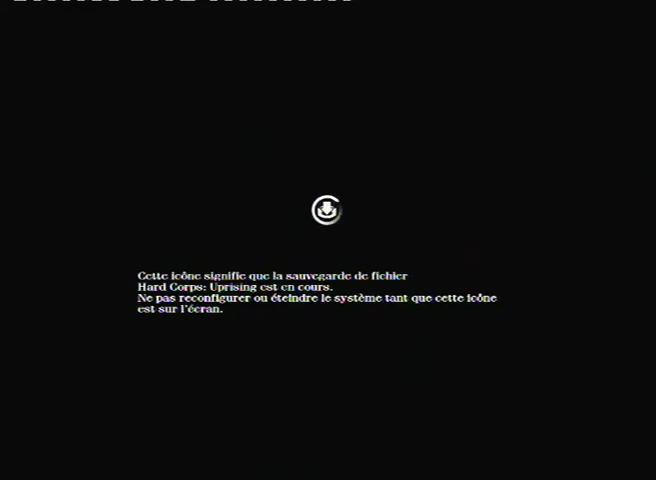 Cette icône signifie que la sauvegarde de fichier
Hard Corps: Uprising est en cours.
Ne pas reconfigurer ou éteindre le système tant que cette icône
est sur l'écran.